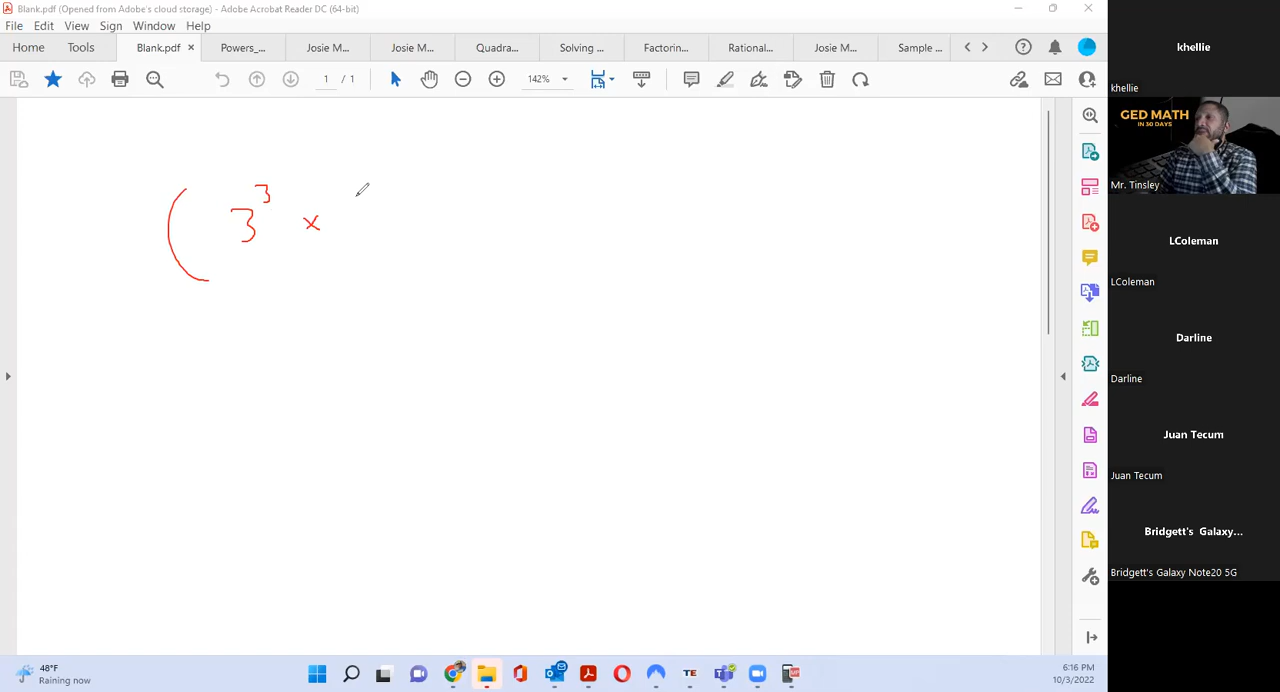 Blank.pdf (Opened from Adobe's cloud storage) - Adobe Acrobat Reader DC (64-bit)
File Edit View Sign Window Help
Home Tools Blank.pdf × Powers_... Josie M... Josie M... Quadra... Solving ... Factorin... Rational... Josie M... Sample ...
1 / 1 142%
( 3³ ×
khellie
khellie
GED MATH
IN 30 DAYS
Mr. Tinsley
LColeman
LColeman
Darline
Darline
Juan Tecum
Juan Tecum
Bridgett's Galaxy...
Bridgett's Galaxy Note20 5G
48°F
Raining now
TE
6:16 PM
10/3/2022